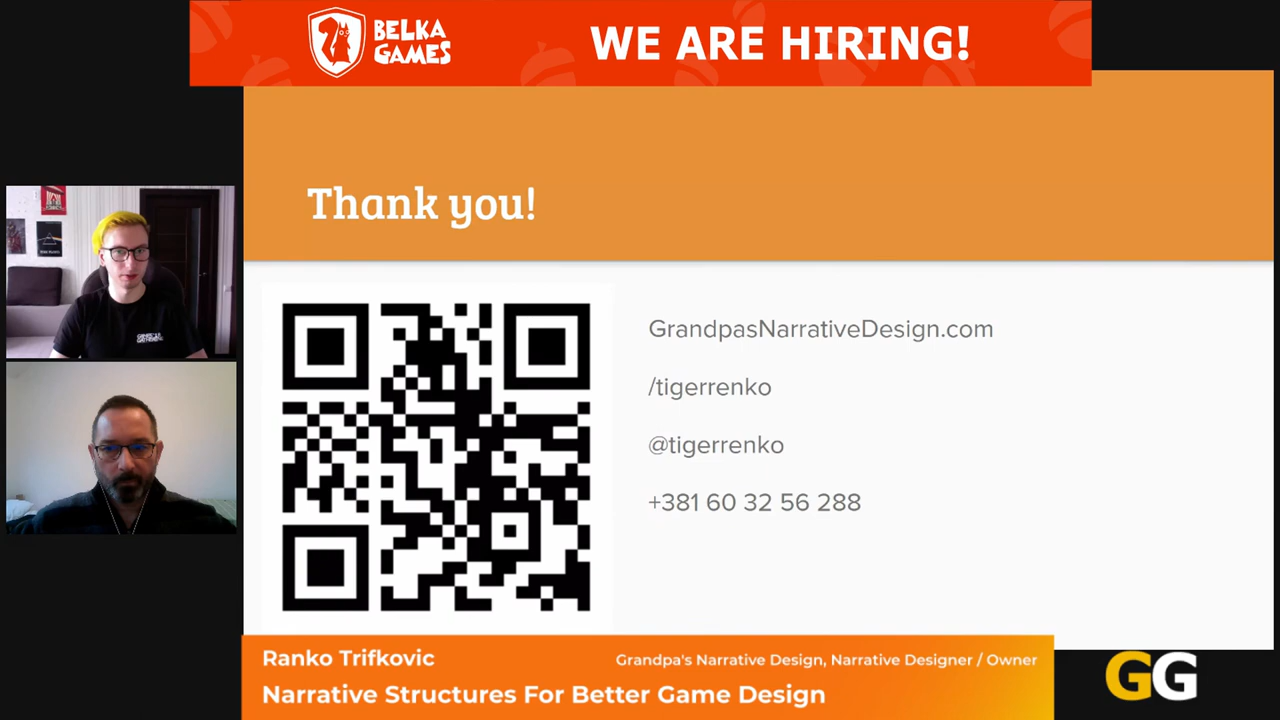 BELKA
GAMES
WE ARE HIRING!
Thank you!
GrandpasNarrativeDesign.com
/tigerrenko
@tigerrenko
+381 60 32 56 288
Ranko Trifkovic
Grandpa's Narrative Design, Narrative Designer / Owner
Narrative Structures For Better Game Design
GG